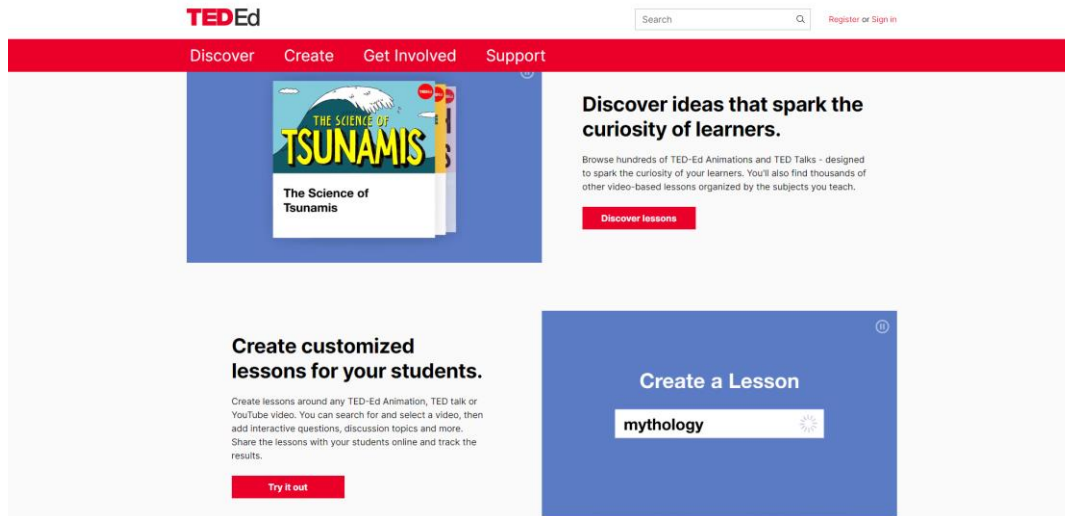 TEDEd
Search
Register or Sign in
Discover Create Get Involved Support
THE SCIENCE OF
TSUNAMIS
The Science of
Tsunamis
Discover ideas that spark the
curiosity of learners.
Browse hundreds of TED-Ed Animations and TED Talks - designed
to spark the curiosity of your learners. You'll also find thousands of
other video-based lessons organized by the subjects you teach.
Discover lessons
Create customized
lessons for your students.
Create lessons around any TED-Ed Animation, TED talk or
YouTube video. You can search for and select a video, then
add interactive questions, discussion topics and more.
Share the lessons with your students online and track the
results.
Try it out
Create a Lesson
mythology